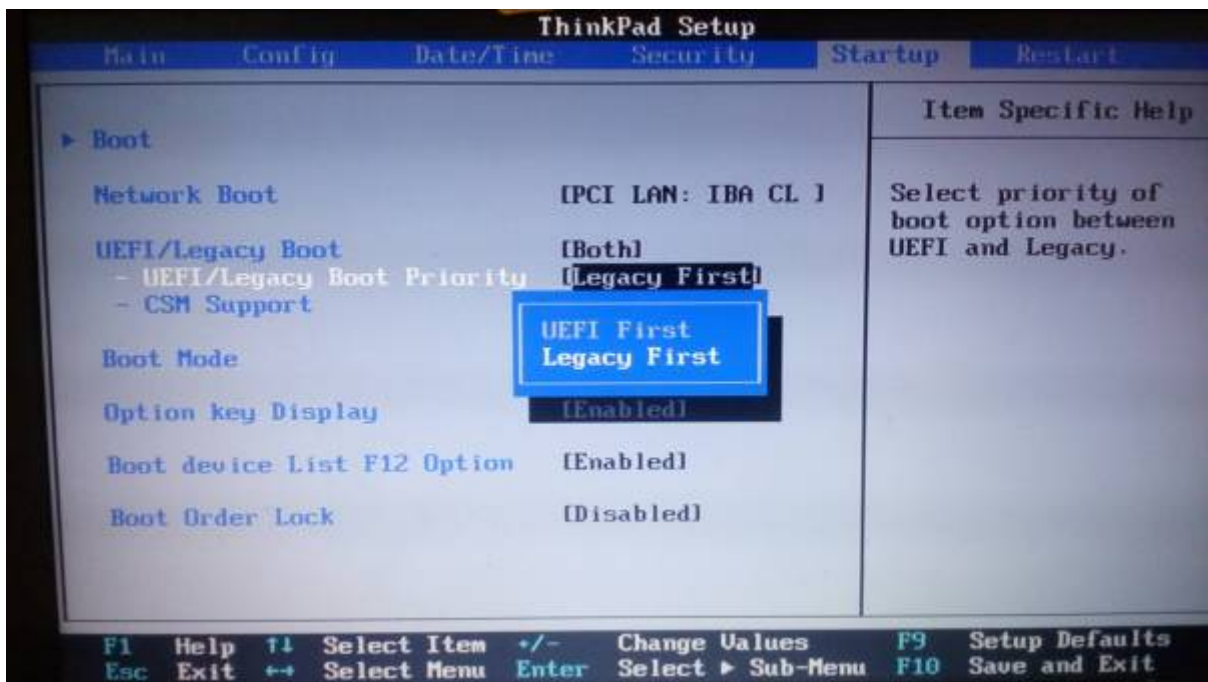 ThinkPad Setup
Main Config Date/Time Security Startup Restart
Item Specific Help
▶ Boot
Network Boot [PCI LAN: IBA CL ]
Select priority of
boot option between
UEFI and Legacy.
UEFI/Legacy Boot [Both]
- UEFI/Legacy Boot Priority [Legacy First]
- CSM Support
UEFI First
Legacy First
Boot Mode
Option key Display [Enabled]
Boot device List F12 Option [Enabled]
Boot Order Lock [Disabled]
F1 Help ↑↓ Select Item +/- Change Values F9 Setup Defaults
Esc Exit ↔ Select Menu Enter Select ▶ Sub-Menu F10 Save and Exit